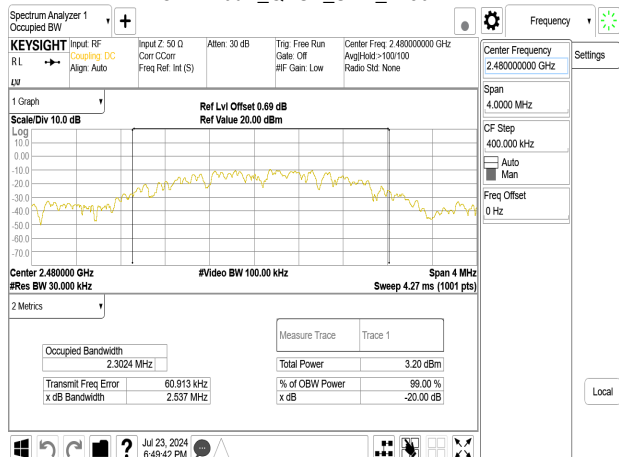 Spectrum Analyzer 1
Occupied BW
Frequency
KEYSIGHT
RL
Input: RF
Coupling: DC
Align: Auto
Input Z: 50 Ω
Corr CCorr
Freq Ref: Int (S)
Atten: 30 dB
Trig: Free Run
Gate: Off
#IF Gain: Low
Center Freq: 2.480000000 GHz
Avg|Hold:>100/100
Radio Std: None
Center Frequency
2.480000000 GHz
Settings
Span
4.0000 MHz
CF Step
400.000 kHz
Auto
Man
Freq Offset
0 Hz
Local
1 Graph
Scale/Div 10.0 dB
Ref Lvl Offset 0.69 dB
Ref Value 20.00 dBm
Log
10.0
0.00
-10.0
-20.0
-30.0
-40.0
-50.0
-60.0
-70.0
Center 2.480000 GHz
#Res BW 30.000 kHz
#Video BW 100.00 kHz
Span 4 MHz
Sweep 4.27 ms (1001 pts)
2 Metrics
Measure Trace Trace 1
Occupied Bandwidth
2.3024 MHz
Total Power 3.20 dBm
Transmit Freq Error 60.913 kHz
% of OBW Power 99.00 %
x dB Bandwidth 2.537 MHz
x dB -20.00 dB
Jul 23, 2024
6:49:42 PM